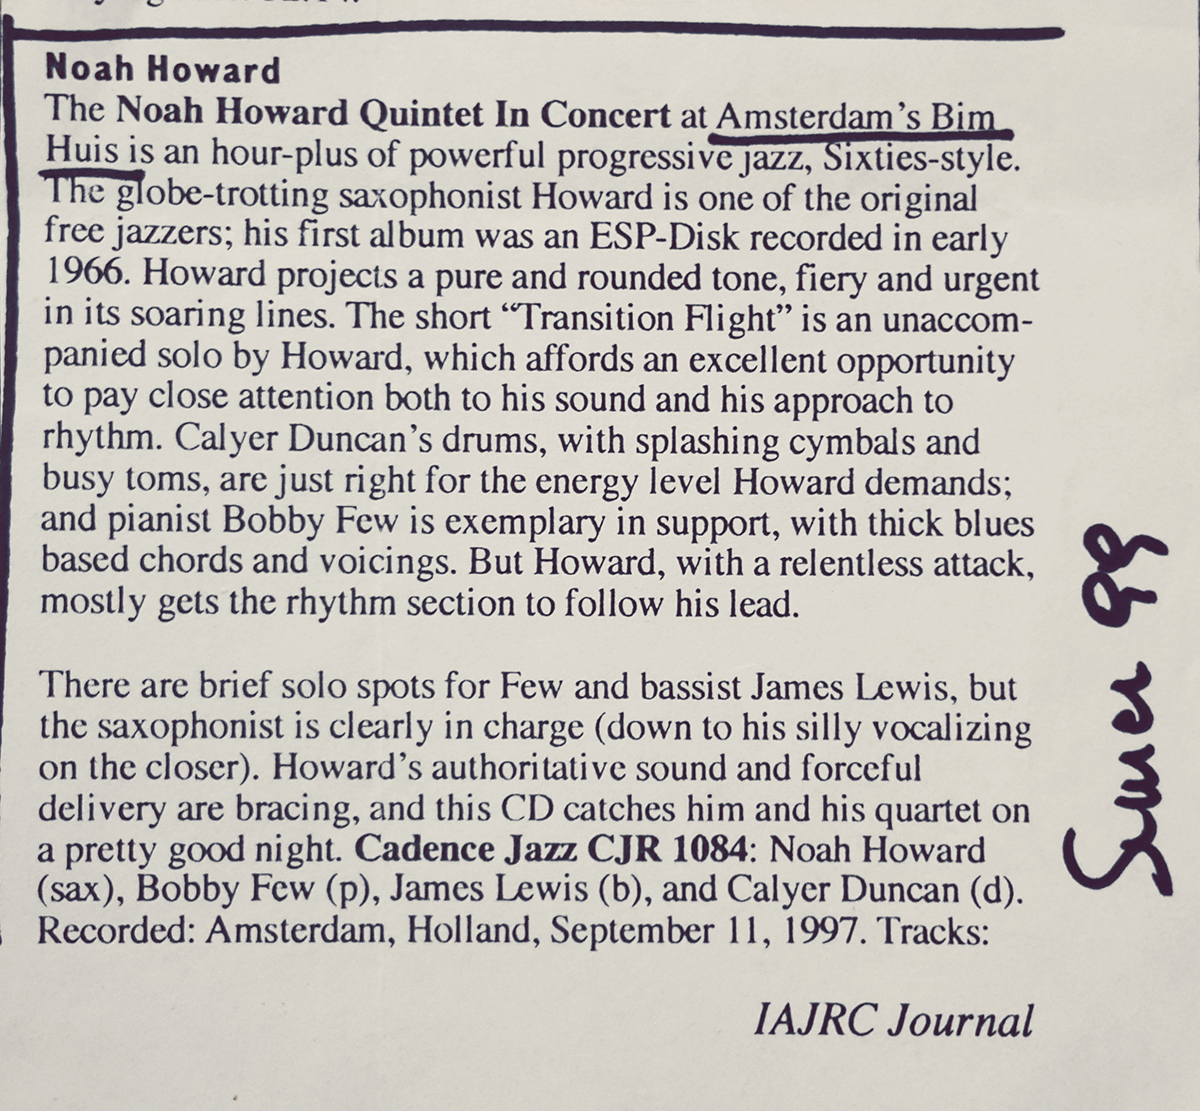 Noah Howard
The Noah Howard Quintet In Concert at Amsterdam's Bim
Huis is an hour-plus of powerful progressive jazz, Sixties-style.
The globe-trotting saxophonist Howard is one of the original
free jazzers; his first album was an ESP-Disk recorded in early
1966. Howard projects a pure and rounded tone, fiery and urgent
in its soaring lines. The short “Transition Flight” is an unaccom-
panied solo by Howard, which affords an excellent opportunity
to pay close attention both to his sound and his approach to
rhythm. Calyer Duncan's drums, with splashing cymbals and
busy toms, are just right for the energy level Howard demands;
and pianist Bobby Few is exemplary in support, with thick blues
based chords and voicings. But Howard, with a relentless attack,
mostly gets the rhythm section to follow his lead.

There are brief solo spots for Few and bassist James Lewis, but
the saxophonist is clearly in charge (down to his silly vocalizing
on the closer). Howard's authoritative sound and forceful
delivery are bracing, and this CD catches him and his quartet on
a pretty good night. Cadence Jazz CJR 1084: Noah Howard
(sax), Bobby Few (p), James Lewis (b), and Calyer Duncan (d).
Recorded: Amsterdam, Holland, September 11, 1997. Tracks:
IAJRC Journal
99